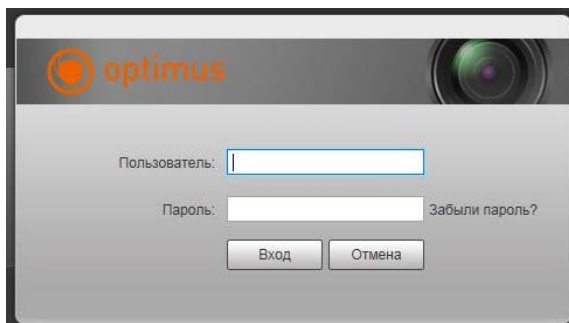 optimus
Пользователь:
Пароль:
Забыли пароль?
Вход
Отмена